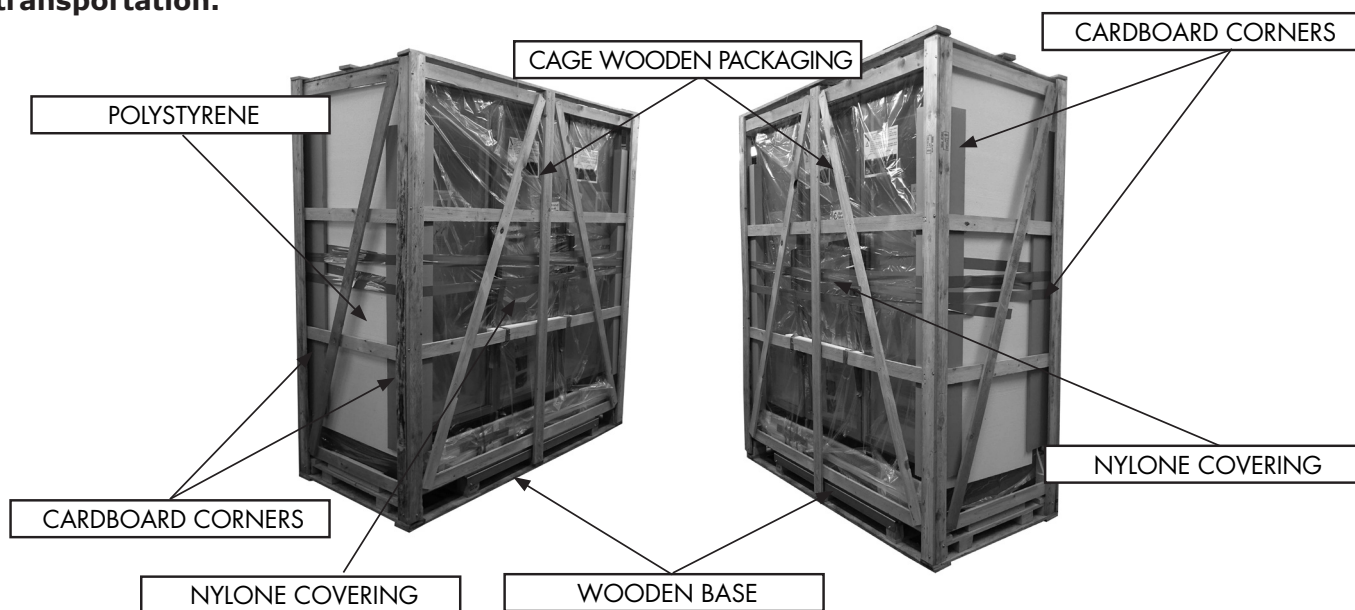 transportation.
CAGE WOODEN PACKAGING
CARDBOARD CORNERS
POLYSTYRENE
NYLONE COVERING
CARDBOARD CORNERS
NYLONE COVERING
WOODEN BASE